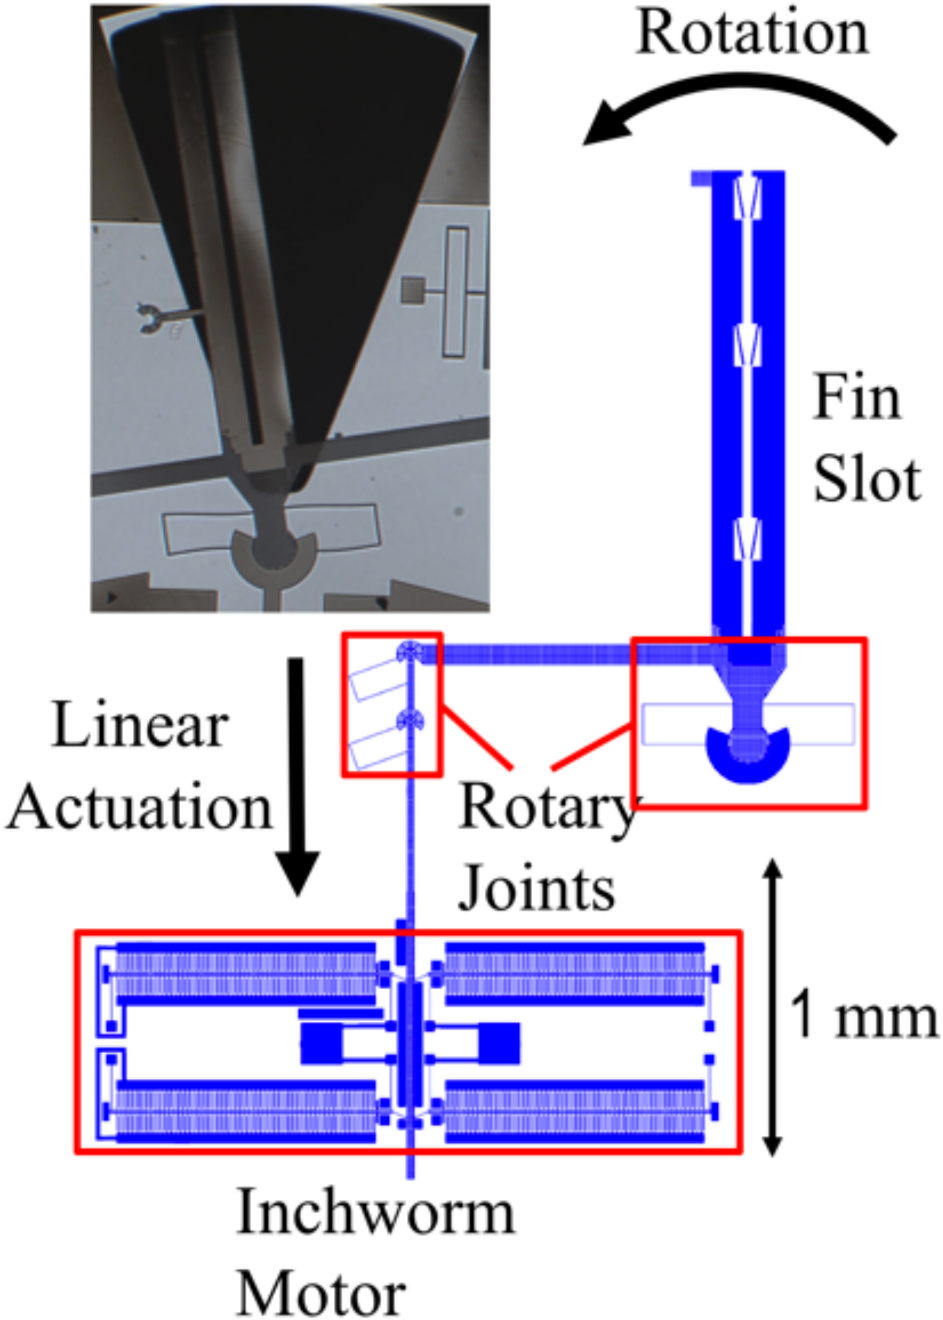 Rotation
Fin
Slot
Linear
Actuation
Rotary
Joints
1 mm
Inchworm
Motor